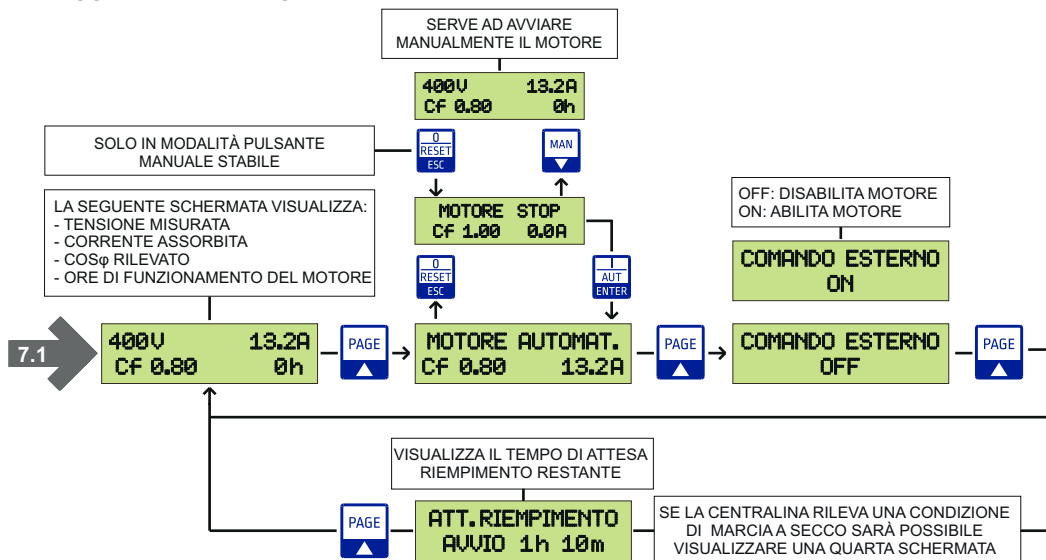 SERVE AD AVVIARE
MANUALMENTE IL MOTORE
400V 13.2A
Cf 0.80 0h
SOLO IN MODALITÀ PULSANTE
MANUALE STABILE
0
RESET
ESC
MAN
LA SEGUENTE SCHERMATA VISUALIZZA:
- TENSIONE MISURATA
- CORRENTE ASSORBITA
- COSφ RILEVATO
- ORE DI FUNZIONAMENTO DEL MOTORE
MOTORE STOP
Cf 1.00 0.0A
OFF: DISABILITA MOTORE
ON: ABILITA MOTORE
0
RESET
ESC
I
AUT
ENTER
COMANDO ESTERNO
ON
7.1
400V 13.2A
Cf 0.80 0h
PAGE
MOTORE AUTOMAT.
Cf 0.80 13.2A
PAGE
COMANDO ESTERNO
OFF
PAGE
VISUALIZZA IL TEMPO DI ATTESA
RIEMPIMENTO RESTANTE
PAGE
ATT.RIEMPIMENTO
AVVIO 1h 10m
SE LA CENTRALINA RILEVA UNA CONDIZIONE
DI MARCIA A SECCO SARÀ POSSIBILE
VISUALIZZARE UNA QUARTA SCHERMATA